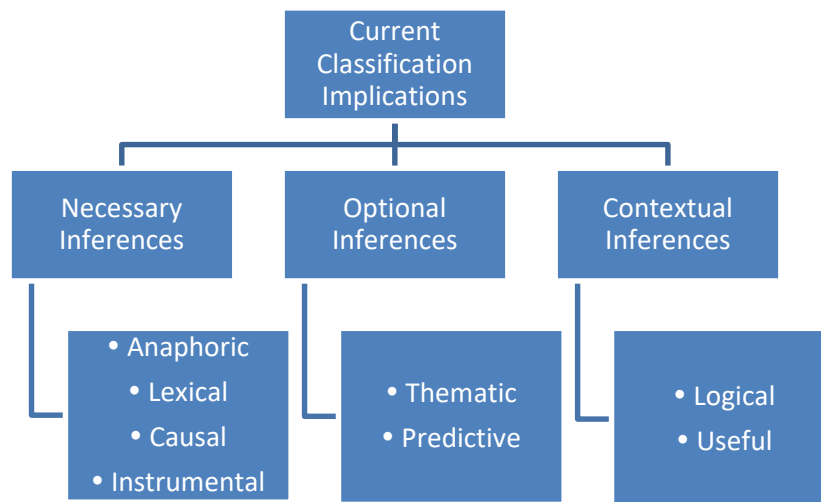 Current
Classification
Implications
Necessary
Inferences
Optional
Inferences
Contextual
Inferences
• Anaphoric
• Lexical
• Causal
• Instrumental
• Thematic
• Predictive
• Logical
• Useful